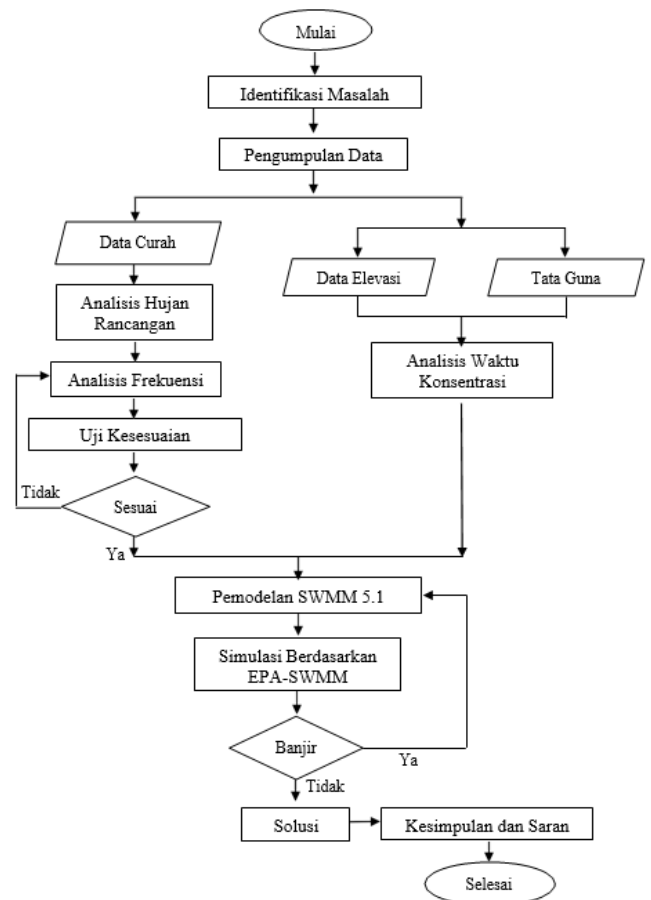 Mulai
Identifikasi Masalah
Pengumpulan Data
Data Curah
Data Elevasi
Tata Guna
Analisis Hujan
Rancangan
Analisis Waktu
Konsentrasi
Analisis Frekuensi
Uji Kesesuaian
Tidak
Sesuai
Ya
Pemodelan SWMM 5.1
Simulasi Berdasarkan
EPA-SWMM
Banjir
Ya
Tidak
Solusi
Kesimpulan dan Saran
Selesai